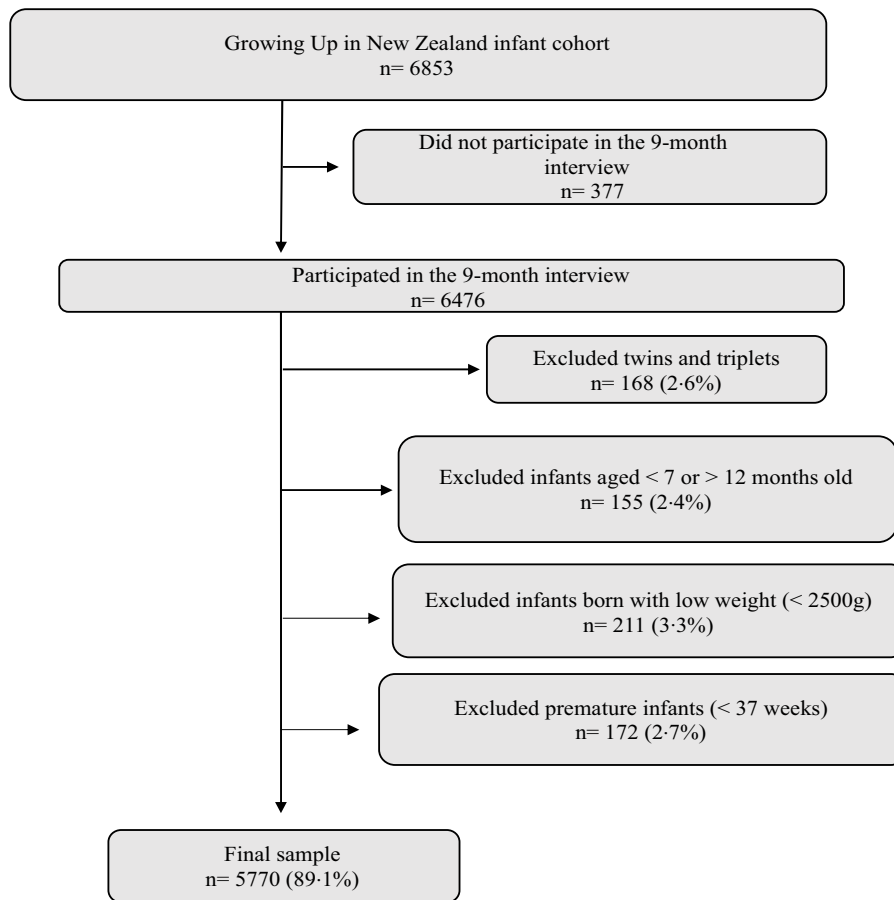 Growing Up in New Zealand infant cohort
n= 6853
Did not participate in the 9-month
interview
n= 377
Participated in the 9-month interview
n= 6476
Excluded twins and triplets
n= 168 (2·6%)
Excluded infants aged < 7 or > 12 months old
n= 155 (2·4%)
Excluded infants born with low weight (< 2500g)
n= 211 (3·3%)
Excluded premature infants (< 37 weeks)
n= 172 (2·7%)
Final sample
n= 5770 (89·1%)